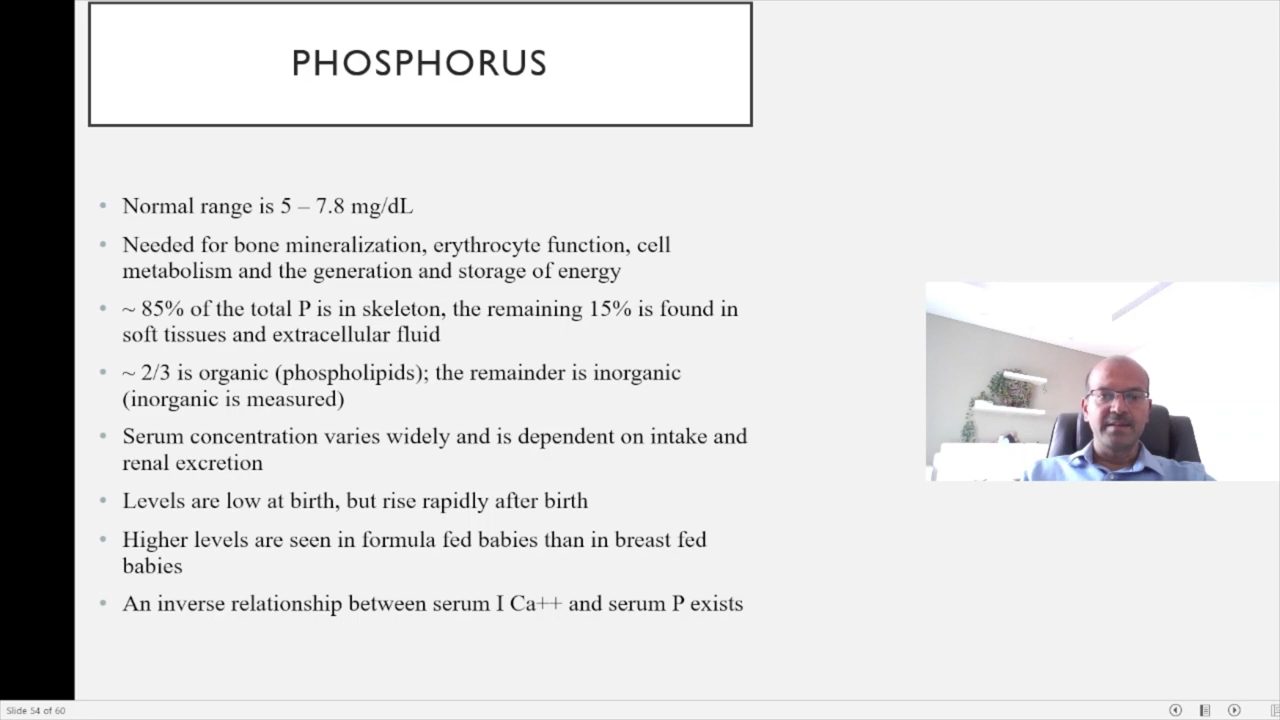 PHOSPHORUS
• Normal range is 5 – 7.8 mg/dL
• Needed for bone mineralization, erythrocyte function, cell
metabolism and the generation and storage of energy
• ~ 85% of the total P is in skeleton, the remaining 15% is found in
soft tissues and extracellular fluid
• ~ 2/3 is organic (phospholipids); the remainder is inorganic
(inorganic is measured)
• Serum concentration varies widely and is dependent on intake and
renal excretion
• Levels are low at birth, but rise rapidly after birth
• Higher levels are seen in formula fed babies than in breast fed
babies
• An inverse relationship between serum I Ca++ and serum P exists
Slide 54 of 60